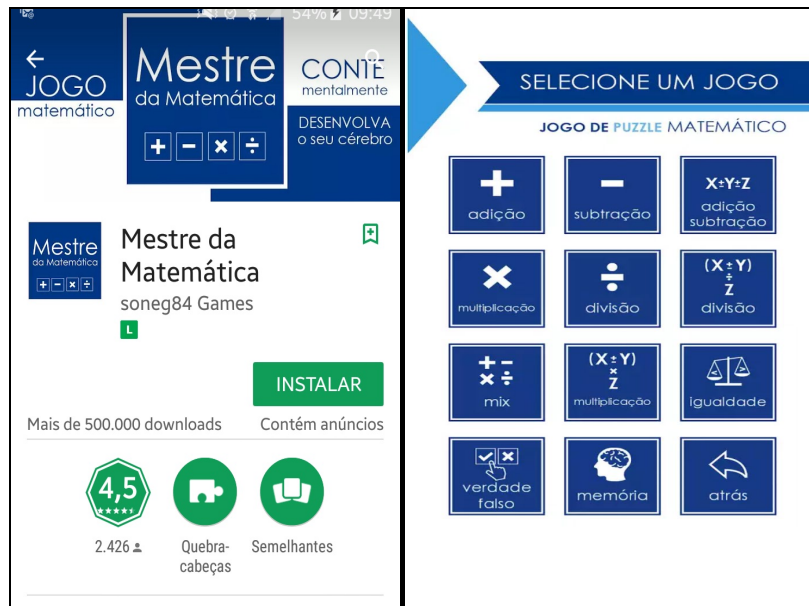 54% 09:49
JOGO
matemático
Mestre
da Matemática
+ − × ÷
CONTE
mentalmente
DESENVOLVA
o seu cérebro
Mestre
da Matemática
+ − × ÷
Mestre da
Matemática
soneg84 Games
L
INSTALAR
Mais de 500.000 downloads
Contém anúncios
4,5
2.426
Quebra-
cabeças
Semelhantes
SELECIONE UM JOGO
JOGO DE PUZZLE MATEMÁTICO
+
adição
−
subtração
X±Y±Z
adição
subtração
×
multiplicação
÷
divisão
(X±Y)
÷
Z
divisão
+ −
× ÷
mix
(X±Y)
×
Z
multiplicação
igualdade
verdade
falso
memória
atrás